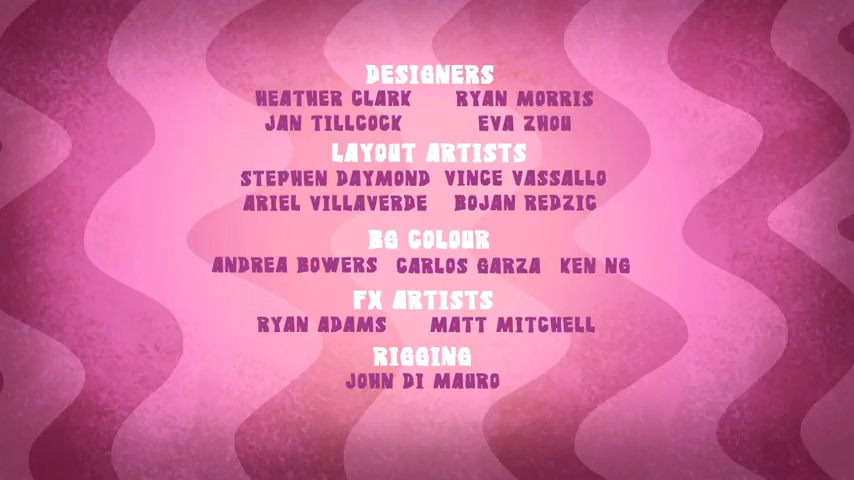 DESIGNERS
HEATHER CLARK RYAN MORRIS
JAN TILLCOCK EVA ZHOU
LAYOUT ARTISTS
STEPHEN DAYMOND VINCE VASSALLO
ARIEL VILLAVERDE BOJAN REDZIC
BG COLOUR
ANDREA BOWERS CARLOS GARZA KEN NG
FX ARTISTS
RYAN ADAMS MATT MITCHELL
RIGGING
JOHN DI MAURO